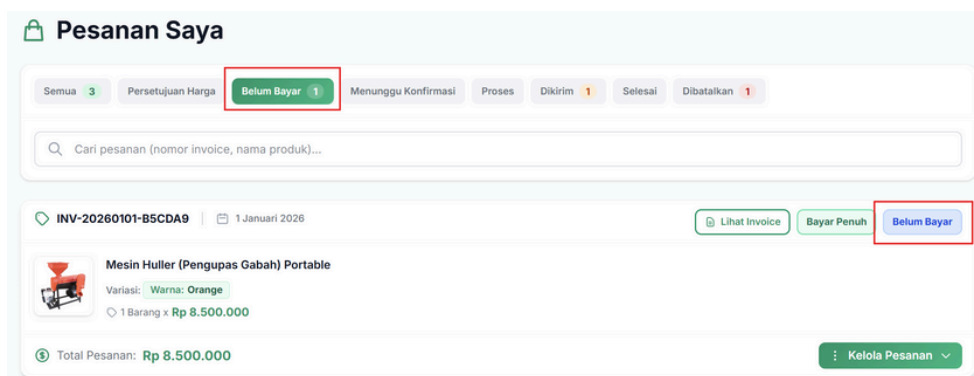 Pesanan Saya
Semua 3 Persetujuan Harga Belum Bayar 1 Menunggu Konfirmasi Proses Dikirim 1 Selesai Dibatalkan 1
Cari pesanan (nomor invoice, nama produk)...
INV-20260101-B5CDA9 1 Januari 2026 Lihat Invoice Bayar Penuh Belum Bayar
Mesin Huller (Pengupas Gabah) Portable
Variasi: Warna: Orange
1 Barang x Rp 8.500.000
Total Pesanan: Rp 8.500.000 Kelola Pesanan